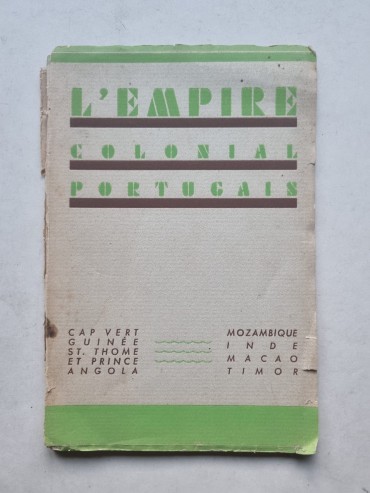 L'EMPIRE
COLONIAL
PORTUGAIS
CAP VERT
GUINÉE
ST. THOME
ET PRINCE
ANGOLA
MOZAMBIQUE
INDE
MACAO
TIMOR